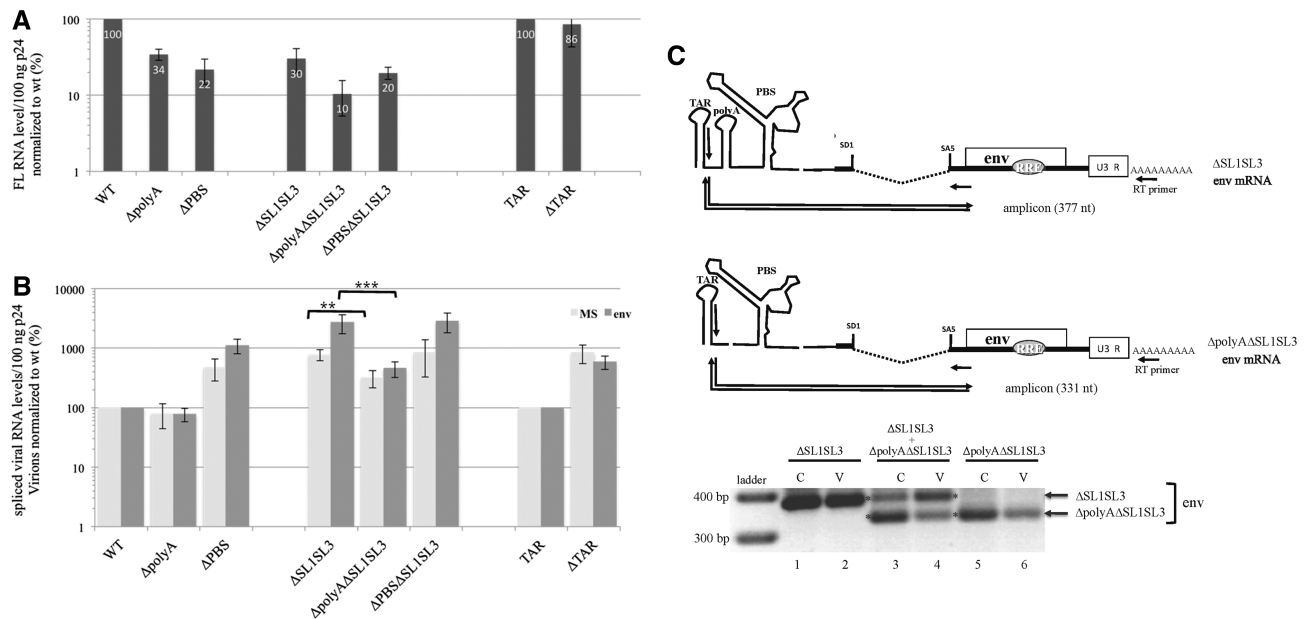 A
FL RNA level/100 ng p24
normalized to wt (%)
100
10
1
100
34
22
30
10
20
100
86
WT
ΔpolyA
ΔPBS
ΔSL1SL3
ΔpolyAΔSL1SL3
ΔPBSΔSL1SL3
TAR
ΔTAR
B
spliced viral RNA levels/100 ng p24
Virions normalized to wt (%)
10000
1000
100
10
1
**
***
MS
env
WT
ΔpolyA
ΔPBS
ΔSL1SL3
ΔpolyAΔSL1SL3
ΔPBSΔSL1SL3
TAR
ΔTAR
C
TAR
polyA
PBS
SD1
SA5
env
RRE
U3 R
AAAAAAAAA
RT primer
ΔSL1SL3
env mRNA
amplicon (377 nt)
TAR
PBS
SD1
SA5
env
RRE
U3 R
AAAAAAAAA
RT primer
ΔpolyAΔSL1SL3
env mRNA
amplicon (331 nt)
ΔSL1SL3
ΔSL1SL3
+
ΔpolyAΔSL1SL3
ΔpolyAΔSL1SL3
ladder
C V C V C V
400 bp
300 bp
* *
* *
ΔSL1SL3
ΔpolyAΔSL1SL3
env
1 2 3 4 5 6